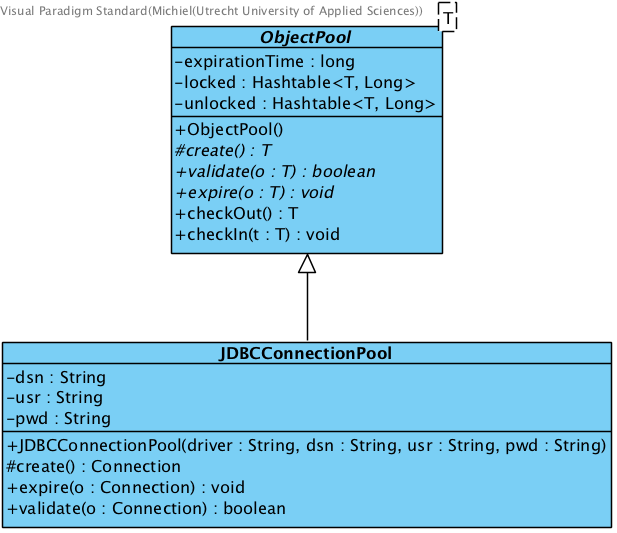 Visual Paradigm Standard(Michiel(Utrecht University of Applied Sciences))
T
ObjectPool
-expirationTime : long
-locked : Hashtable<T, Long>
-unlocked : Hashtable<T, Long>
+ObjectPool()
#create() : T
+validate(o : T) : boolean
+expire(o : T) : void
+checkOut() : T
+checkIn(t : T) : void
JDBCConnectionPool
-dsn : String
-usr : String
-pwd : String
+JDBCConnectionPool(driver : String, dsn : String, usr : String, pwd : String)
#create() : Connection
+expire(o : Connection) : void
+validate(o : Connection) : boolean